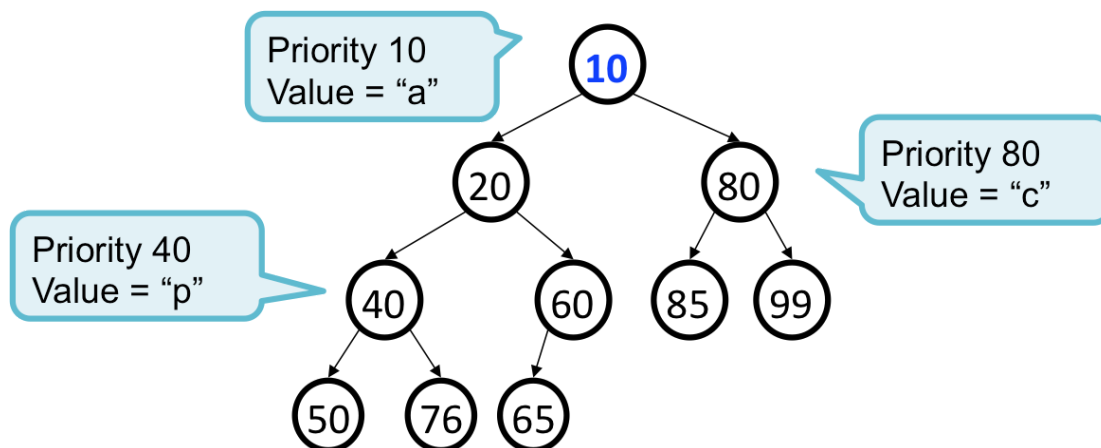 Priority 10
Value = “a”
10
20
80
Priority 80
Value = “c”
Priority 40
Value = “p”
40
60
85
99
50
76
65